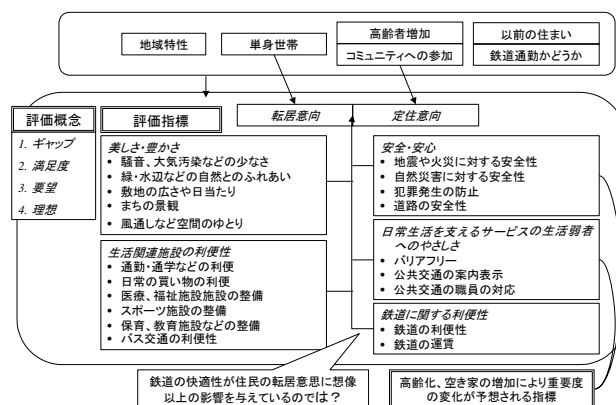 地域特性
単身世帯
高齢者増加
コミュニティへの参加
以前の住まい
鉄道通勤かどうか
評価概念
1. ギャップ
2. 満足度
3. 要望
4. 理想
評価指標
転居意向
定住意向
美しさ・豊かさ
• 騒音、大気汚染などの少なさ
• 緑・水辺などの自然とのふれあい
• 敷地の広さや日当たり
• まちの景観
• 風通しなど空間のゆとり
生活関連施設の利便性
• 通勤・通学などの利便
• 日常の買い物の利便
• 医療、福祉施設施設の整備
• スポーツ施設の整備
• 保育、教育施設などの整備
• バス交通の利便性
安全・安心
• 地震や火災に対する安全性
• 自然災害に対する安全性
• 犯罪発生の防止
• 道路の安全性
日常生活を支えるサービスの生活弱者
へのやさしさ
• バリアフリー
• 公共交通の案内表示
• 公共交通の職員の対応
鉄道に関する利便性
• 鉄道の利便性
• 鉄道の運賃
鉄道の快適性が住民の転居意思に想像
以上の影響を与えているのでは？
高齢化、空き家の増加により重要度
の変化が予想される指標